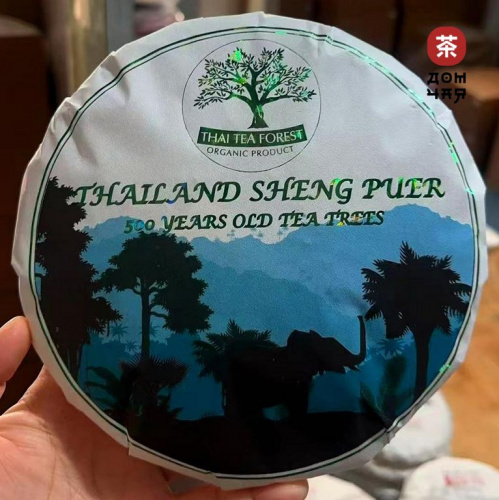 茶
ДОМ
ЧАЯ
THAI TEA FOREST
ORGANIC PRODUCT
THAILAND SHENG PUER
500 YEARS OLD TEA TREES